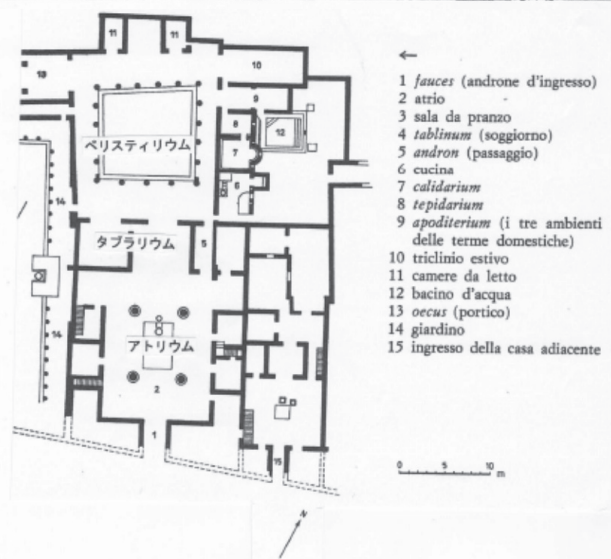 11
11
10
13
9
8
12
ペリスティリウム
7
6
14
タブラリウム
5
アトリウム
14
2
1
15
←
1 fauces (androne d'ingresso)
2 atrio
3 sala da pranzo
4 tablinum (soggiorno)
5 andron (passaggio)
6 cucina
7 calidarium
8 tepidarium
9 apoditerium (i tre ambienti
delle terme domestiche)
10 triclinio estivo
11 camere da letto
12 bacino d'acqua
13 oecus (portico)
14 giardino
15 ingresso della casa adiacente
0 5 10
m
N